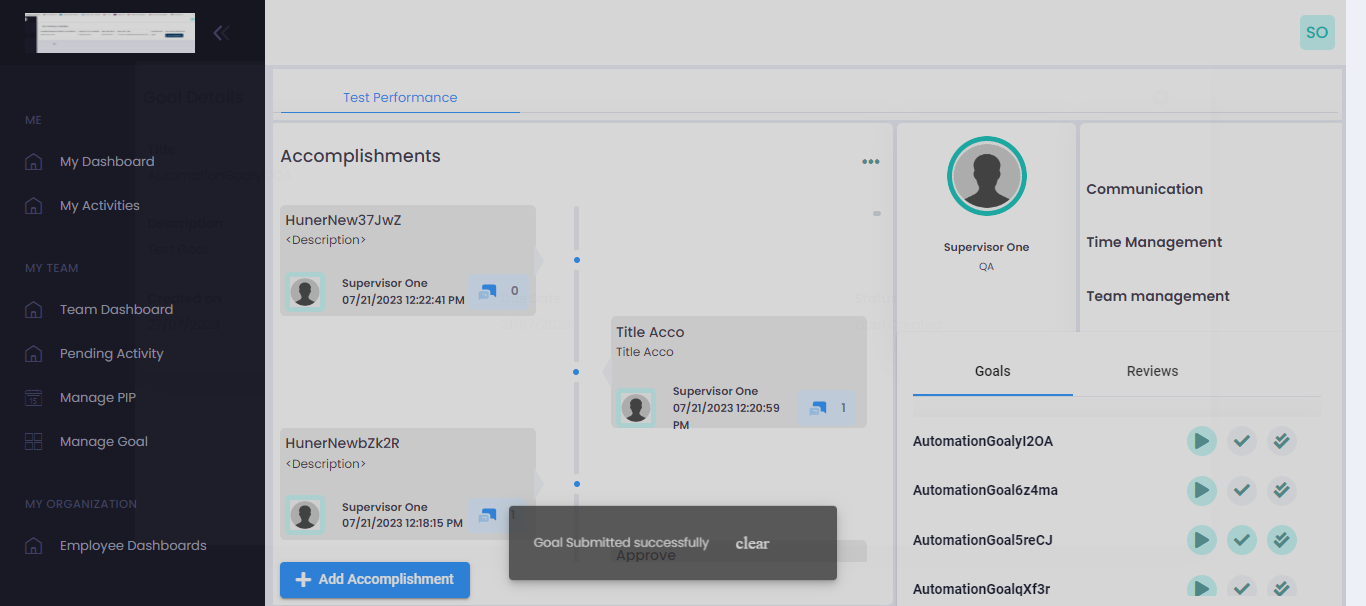 SO
ME
My Dashboard
My Activities
MY TEAM
Team Dashboard
Pending Activity
Manage PIP
Manage Goal
MY ORGANIZATION
Employee Dashboards
Goal Details
Test Performance
Accomplishments
HunerNew37JwZ
<Description>
Supervisor One
07/21/2023 12:22:41 PM
0
Title Acco
Title Acco
Supervisor One
07/21/2023 12:20:59
PM
1
HunerNewbZk2R
<Description>
Supervisor One
07/21/2023 12:18:15 PM
1
Approve
Goal Submitted successfully
clear
Add Accomplishment
Supervisor One
QA
Communication
Time Management
Team management
Goals
Reviews
AutomationGoalyI2OA
AutomationGoal6z4ma
AutomationGoal5reCJ
AutomationGoalqXf3r